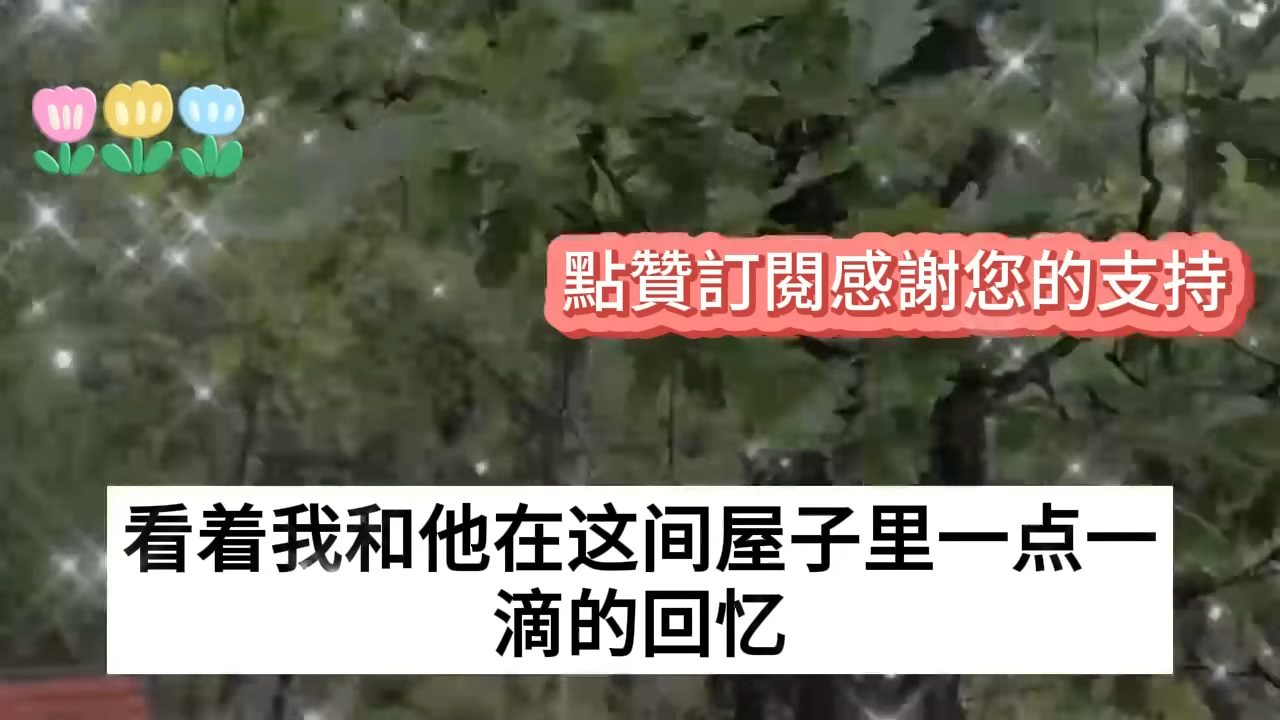 點贊訂閱感謝您的支持
看着我和他在这间屋子里一点一
滴的回忆